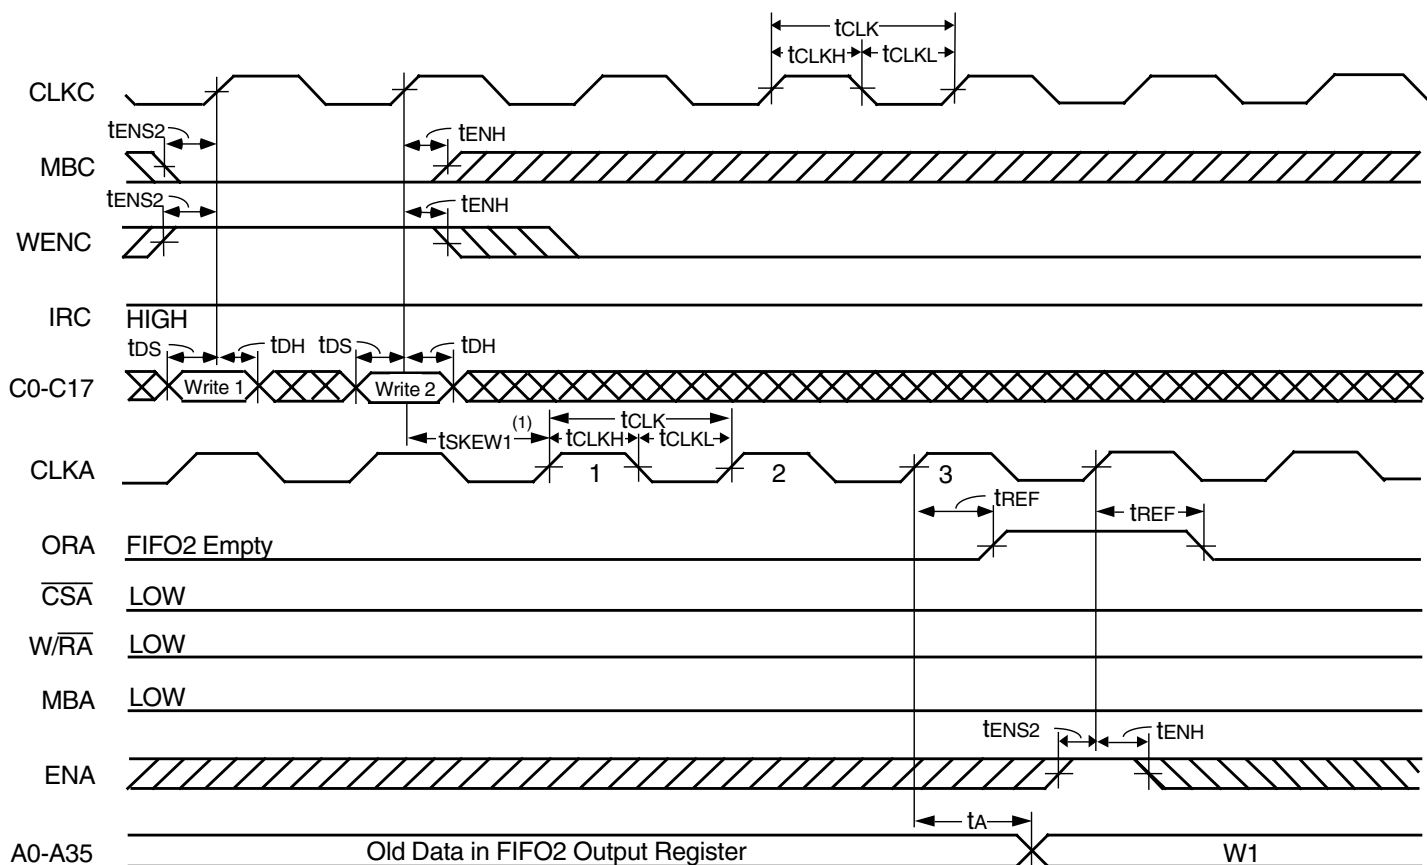 tCLK
tCLKH tCLKL
CLKC
tENS2 tENH
MBC
tENS2 tENH
WENC
IRC HIGH
tDS tDH tDS tDH
C0-C17 Write 1 Write 2
tSKEW1 (1) tCLK
tCLKH tCLKL
CLKA 1 2 3
tREF tREF
ORA FIFO2 Empty
CSA LOW
W/RA LOW
MBA LOW
tENS2 tENH
ENA
tA
A0-A35 Old Data in FIFO2 Output Register W1